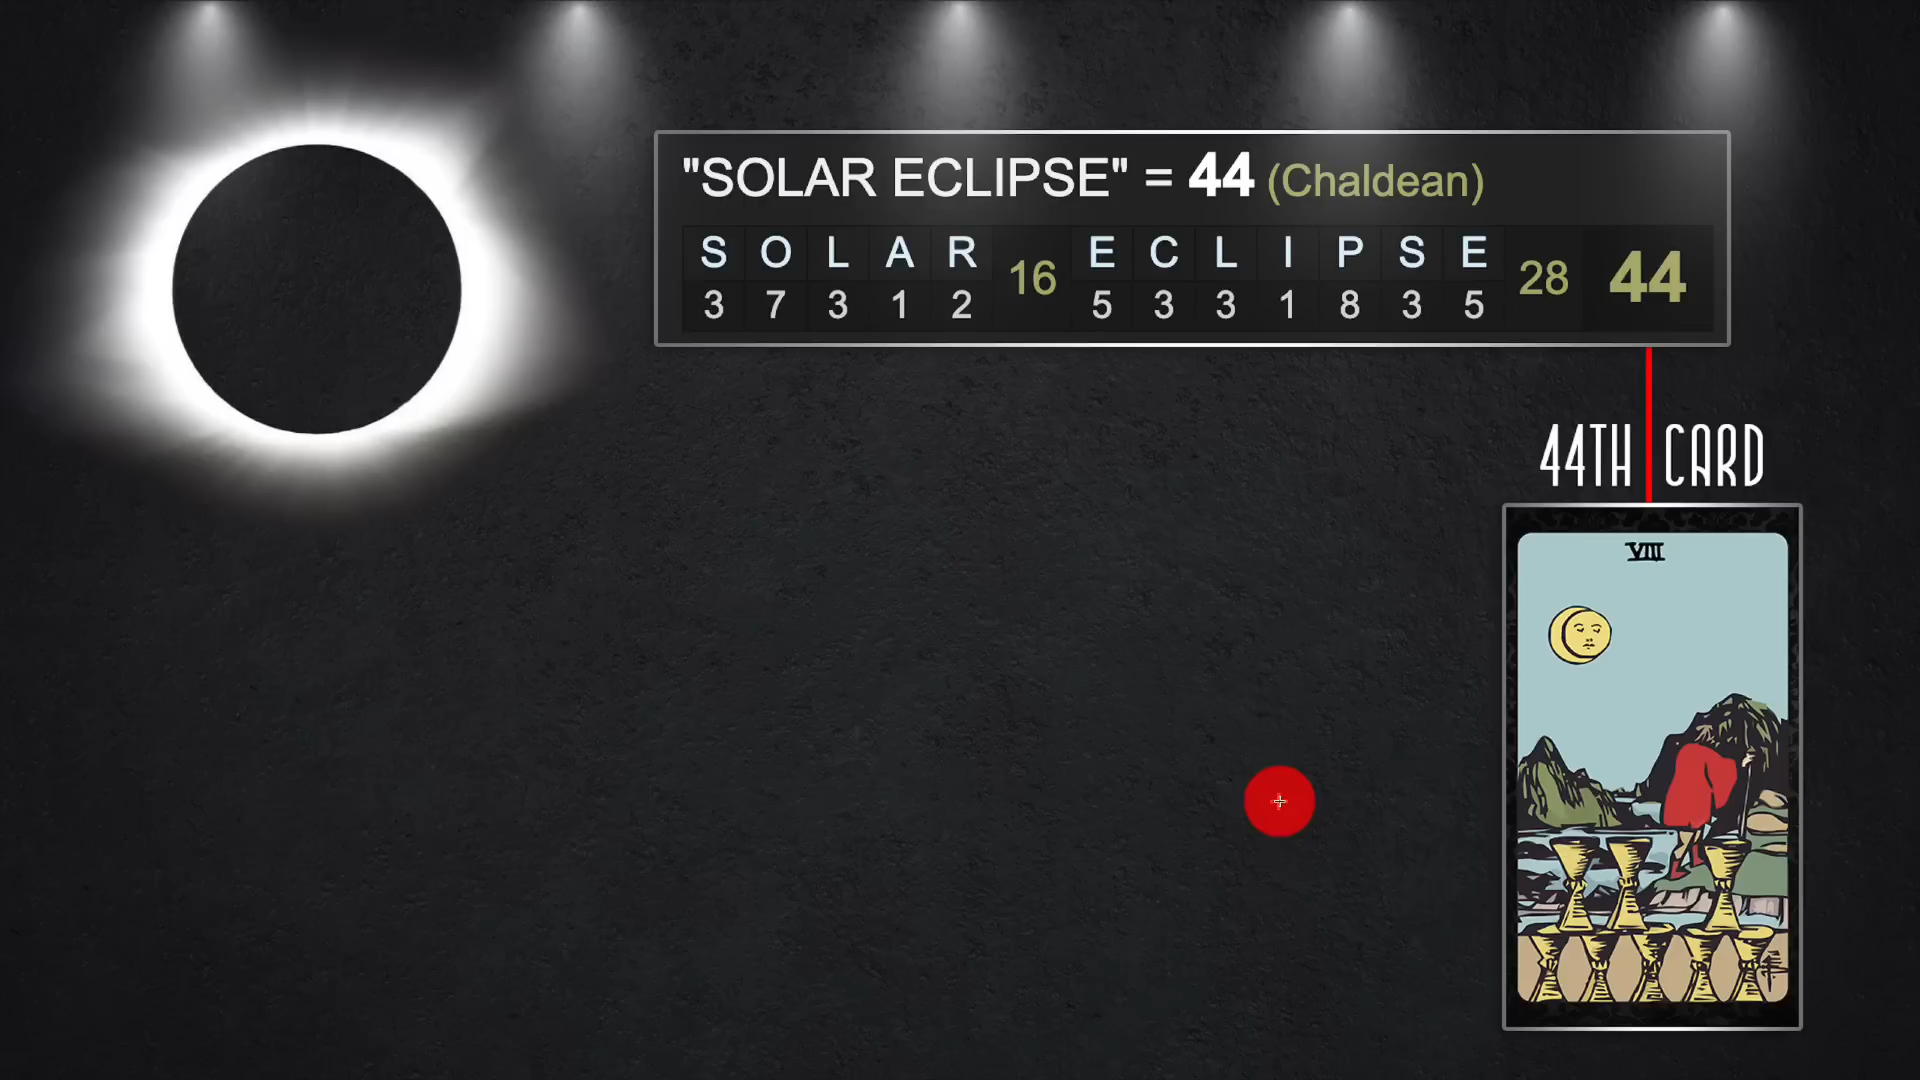 "SOLAR ECLIPSE" = 44 (Chaldean)
S O L A R 16 E C L I P S E 28 44
3 7 3 1 2 5 3 3 1 8 3 5
44TH CARD
VIII